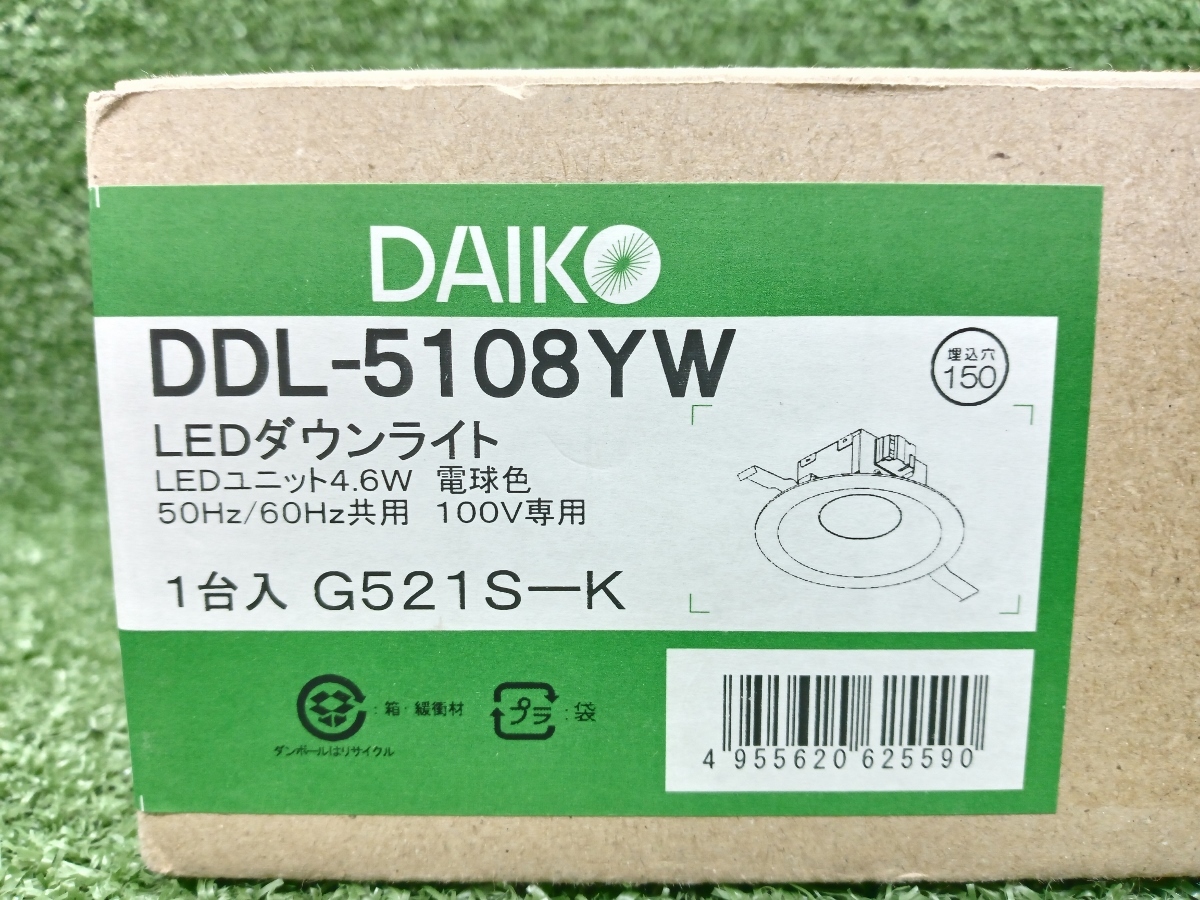 DAIKO
DDL-5108YW
埋込穴
150
LEDダウンライト
LEDユニット4.6W 電球色
50Hz/60Hz共用 100V専用
1台入 G521S-K
:箱・緩衝材
ダンボールはリサイクル
プラ :袋
4 955620 625590